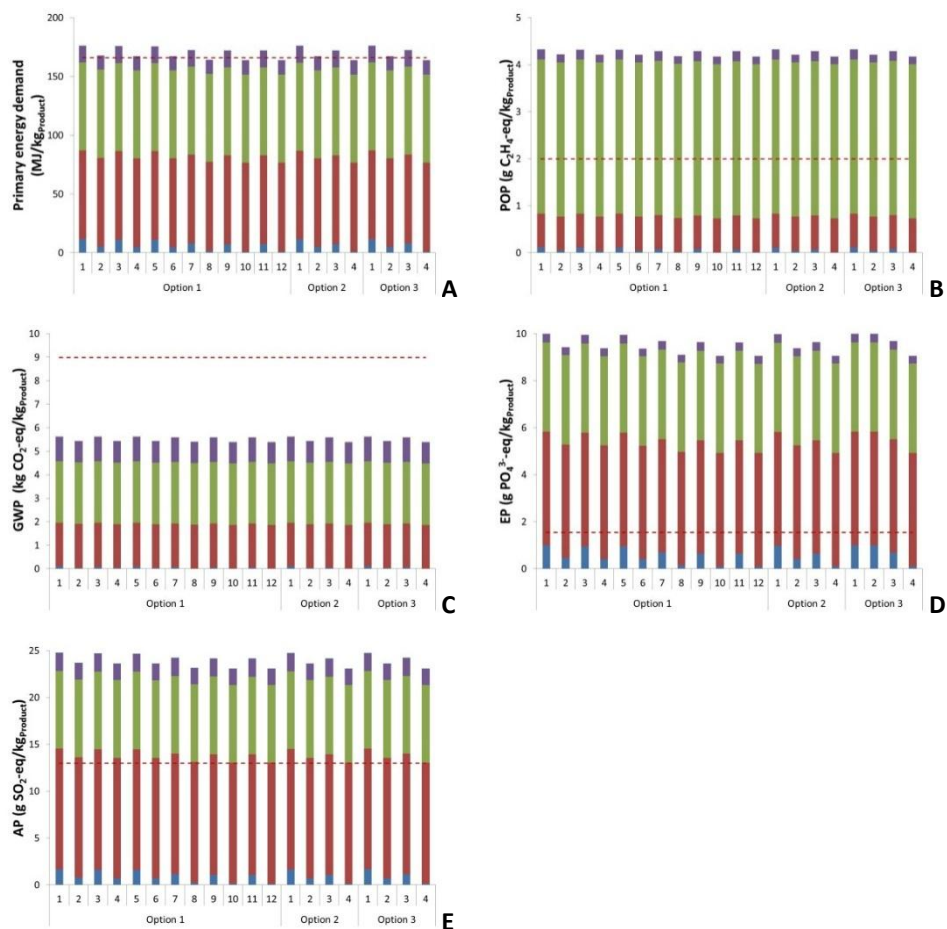 Primary energy demand
(MJ/kgProduct)
200
150
100
50
0
1 2 3 4 5 6 7 8 9 10 11 12 1 2 3 4 1 2 3 4
Option 1 Option 2 Option 3
A
POP (g C2H4-eq/kgProduct)
5
4
3
2
1
0
1 2 3 4 5 6 7 8 9 10 11 12 1 2 3 4 1 2 3 4
Option 1 Option 2 Option 3
B
GWP (kg CO2-eq/kgProduct)
10
9
8
7
6
5
4
3
2
1
0
1 2 3 4 5 6 7 8 9 10 11 12 1 2 3 4 1 2 3 4
Option 1 Option 2 Option 3
C
EP (g PO4³⁻-eq/kgProduct)
10
8
6
4
2
0
1 2 3 4 5 6 7 8 9 10 11 12 1 2 3 4 1 2 3 4
Option 1 Option 2 Option 3
D
AP (g SO2-eq/kgProduct)
25
20
15
10
5
0
1 2 3 4 5 6 7 8 9 10 11 12 1 2 3 4 1 2 3 4
Option 1 Option 2 Option 3
E